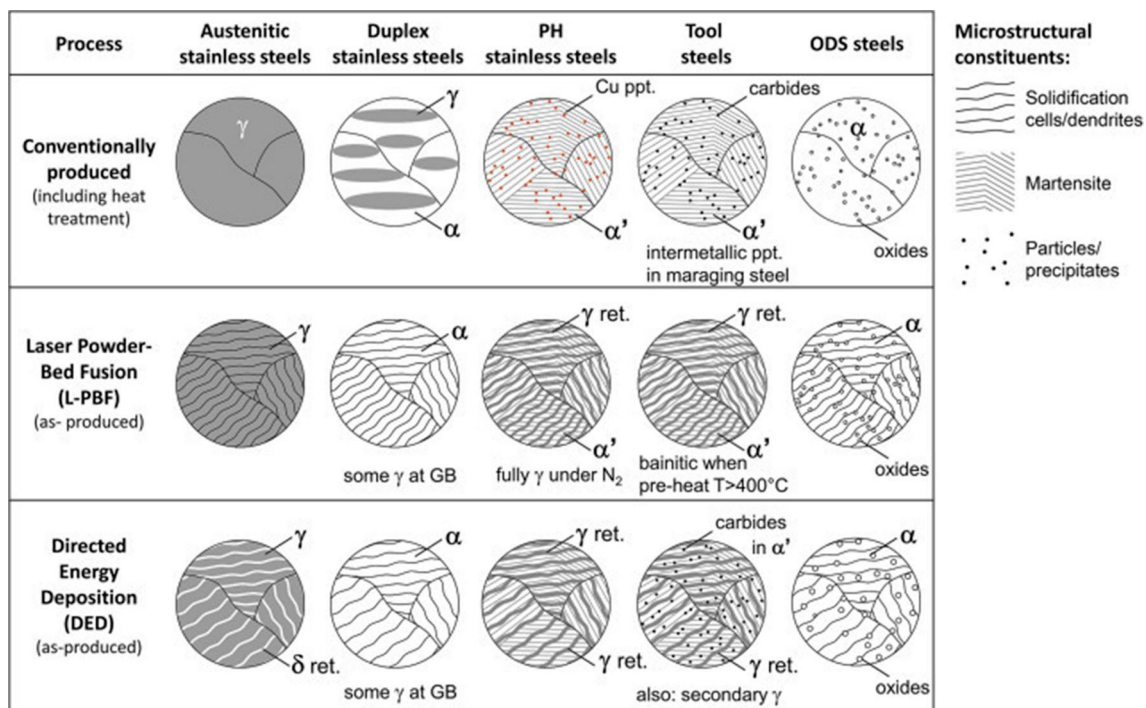 Process
Austenitic
stainless steels
Duplex
stainless steels
PH
stainless steels
Tool
steels
ODS steels
Microstructural
constituents:
Solidification
cells/dendrites
Martensite
Particles/
precipitates
Conventionally
produced
(including heat
treatment)
γ
γ
α
Cu ppt.
α'
carbides
α'
intermetallic ppt.
in maraging steel
α
oxides
Laser Powder-
Bed Fusion
(L-PBF)
(as- produced)
γ
α
some γ at GB
γ ret.
α'
fully γ under N₂
γ ret.
α'
bainitic when
pre-heat T>400°C
α
oxides
Directed
Energy
Deposition
(DED)
(as-produced)
γ
δ ret.
α
some γ at GB
γ ret.
γ ret.
carbides
in α'
γ ret.
also: secondary γ
α
oxides